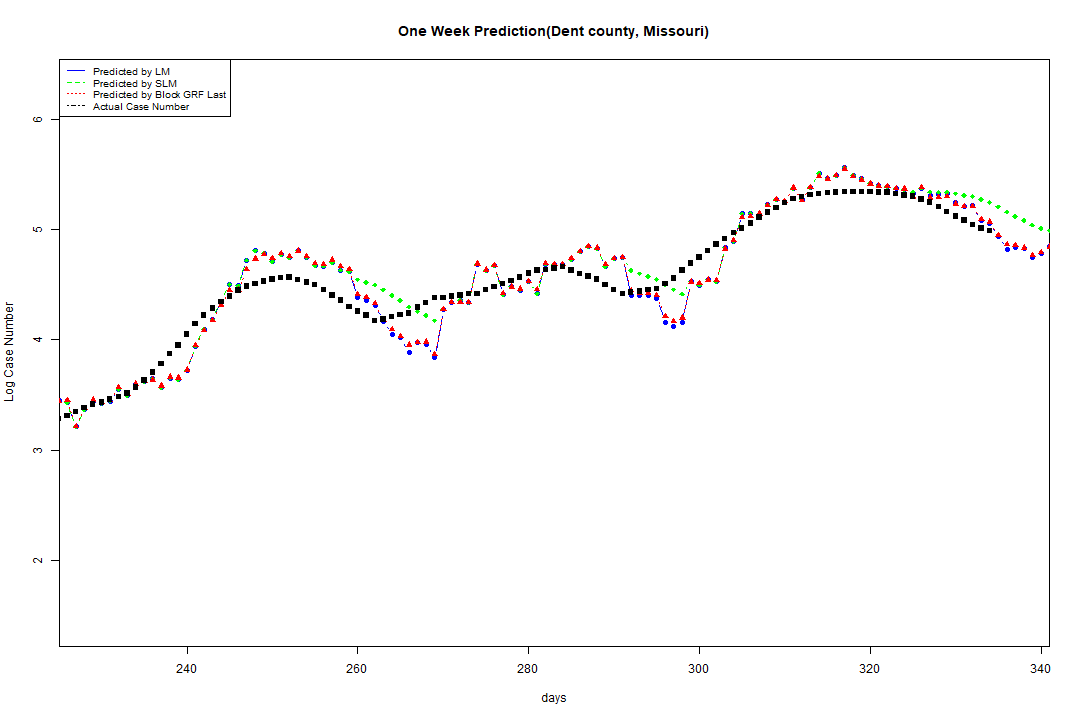 One Week Prediction(Dent county, Missouri)
Predicted by LM
Predicted by SLM
Predicted by Block GRF Last
Actual Case Number
6
5
4
3
2
Log Case Number
240 260 280 300 320 340
days